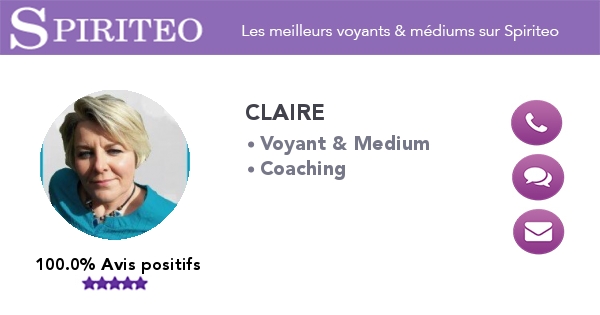 SPIRITEO
Les meilleurs voyants & médiums sur Spiriteo
CLAIRE
• Voyant & Medium
• Coaching
100.0% Avis positifs